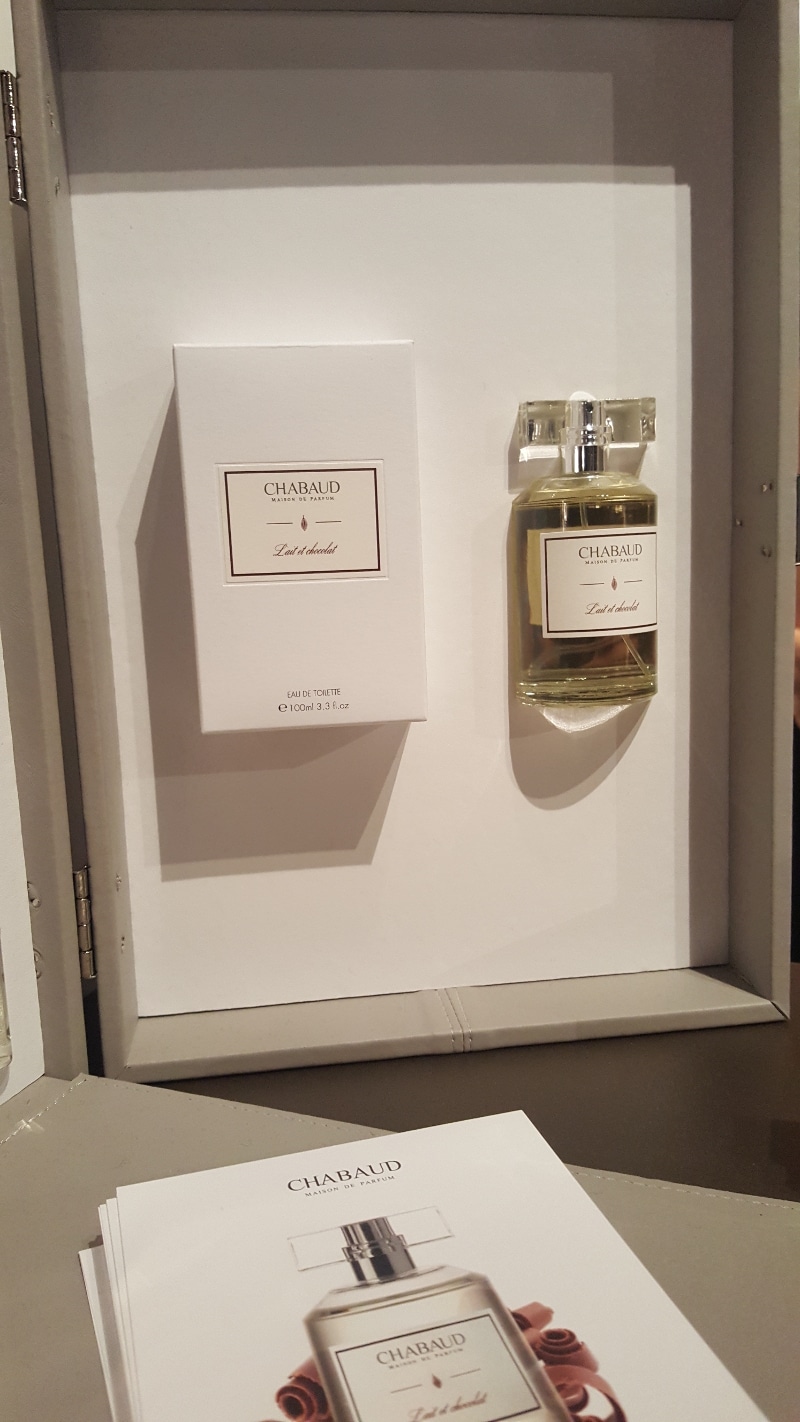 CHABAUD
MAISON DE PARFUM
Lait et chocolat
EAU DE TOILETTE
℮ 100ml 3.3 fl.oz
CHABAUD
MAISON DE PARFUM
Lait et chocolat
CHABAUD
MAISON DE PARFUM
CHABAUD
MAISON DE PARFUM
Lait et chocolat